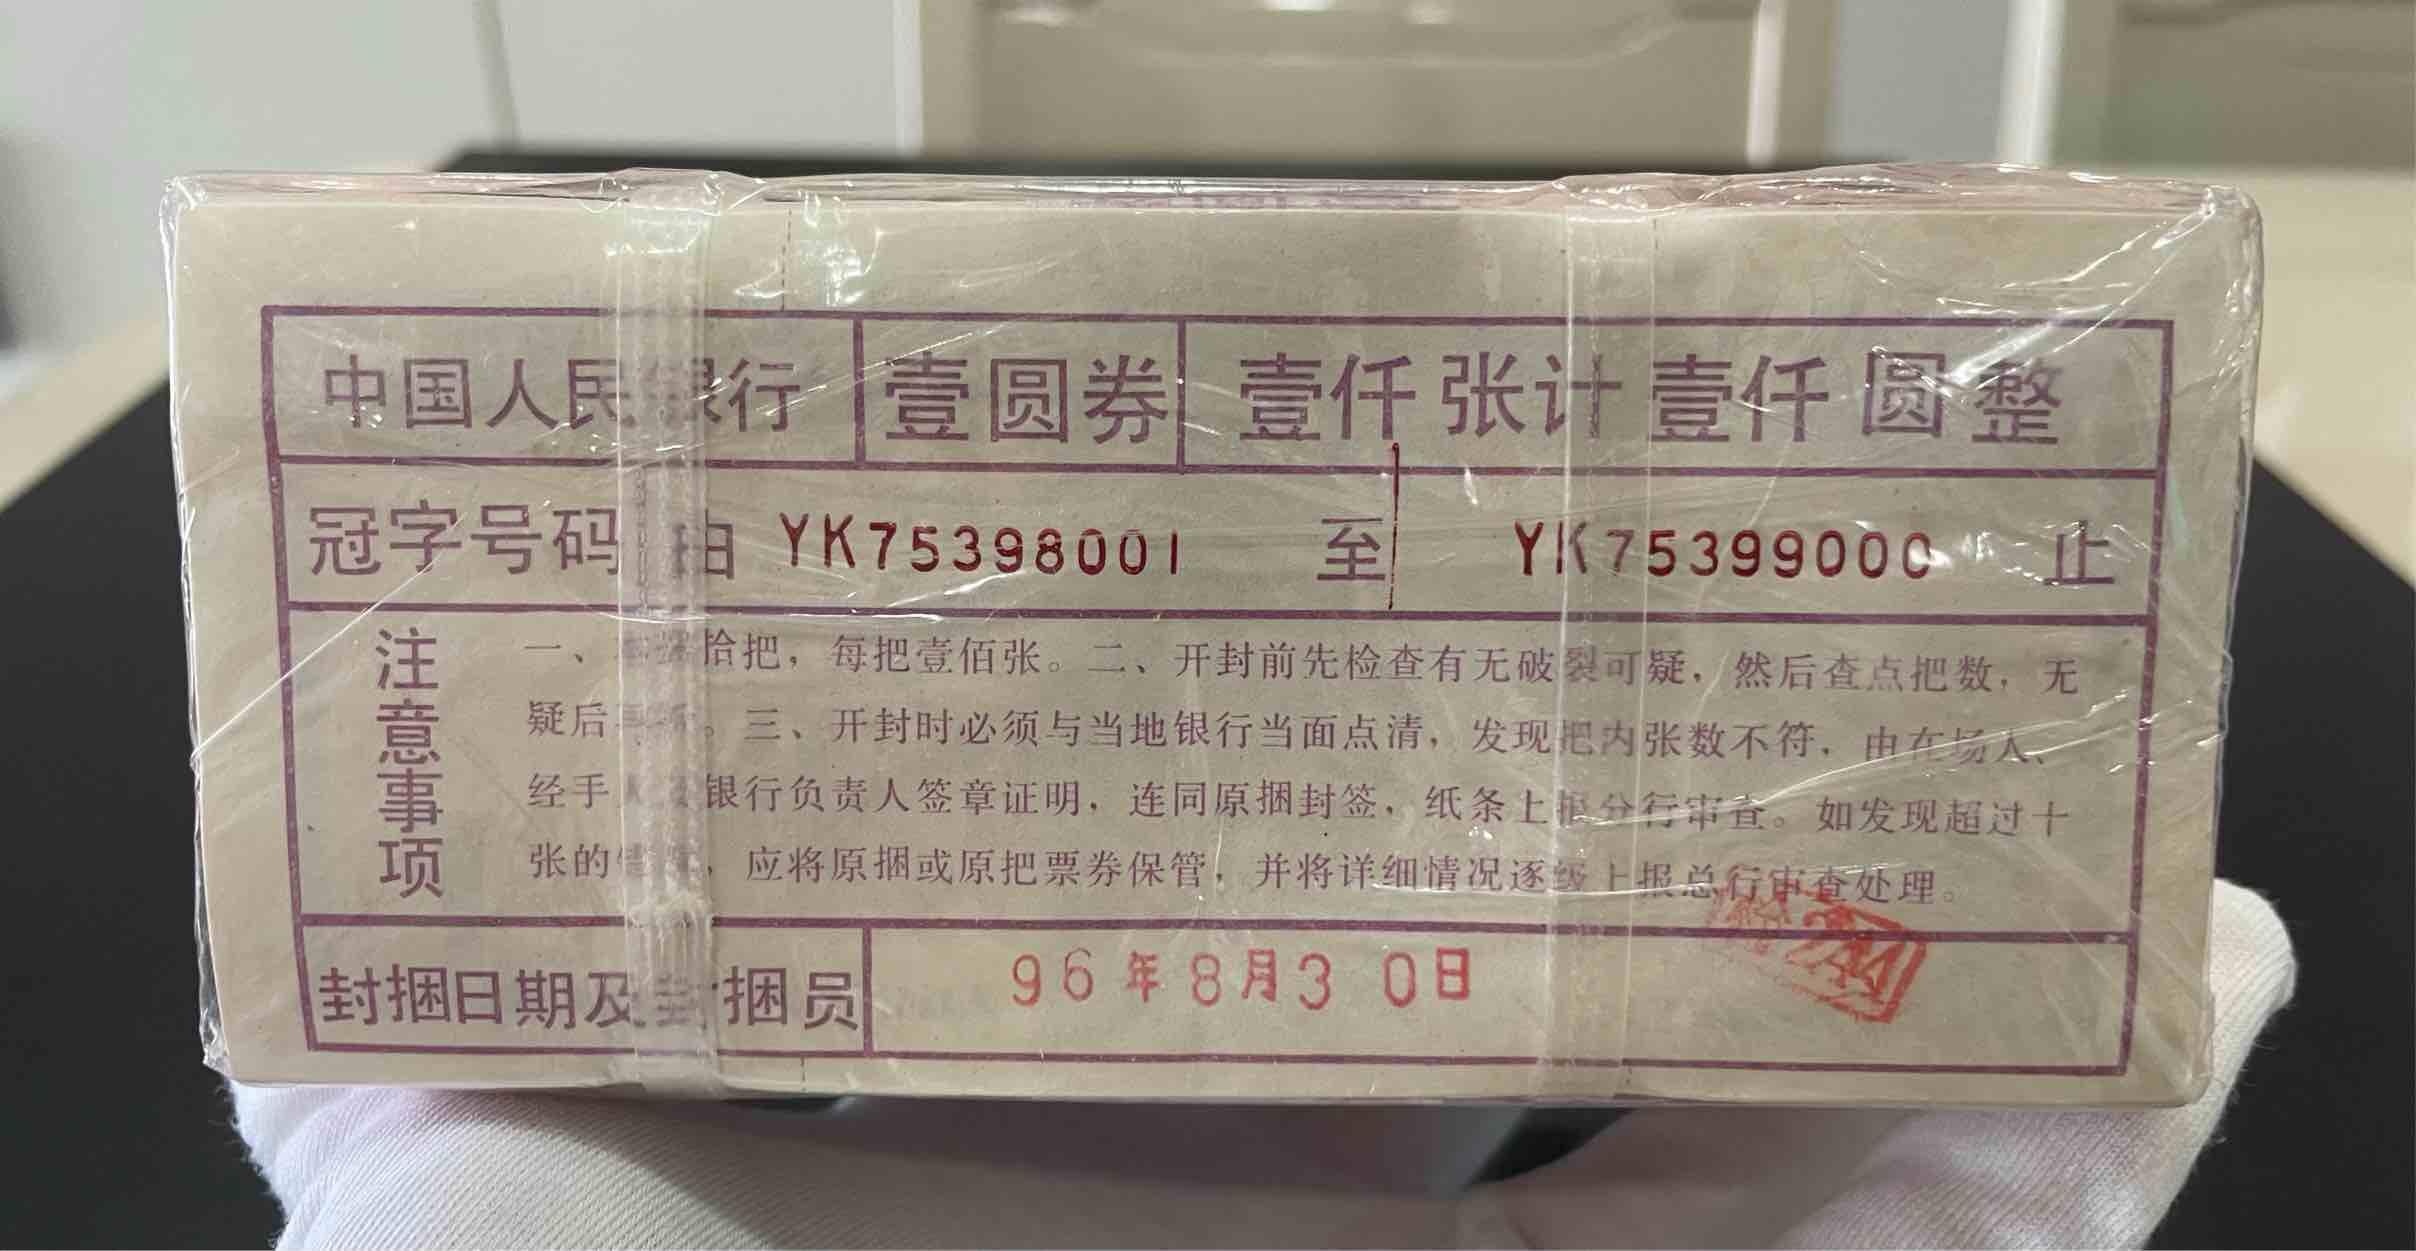 中国人民银行 壹圆券 壹仟张计壹仟圆整
冠字号码 由 YK75398001 至 YK75399000 止
注意事项
一、本捆拾把，每把壹佰张。二、开封前先检查有无破裂可疑，然后查点把数，无
疑后再拆。三、开封时必须与当地银行当面点清，发现把内张数不符，由在场人、
经手人及银行负责人签章证明，连同原捆封签，纸条上报分行审查。如发现超过十
张的，应将原捆或原把票券保管，并将详细情况逐级上报总行审查处理。
封捆日期及封捆员 96年8月30日